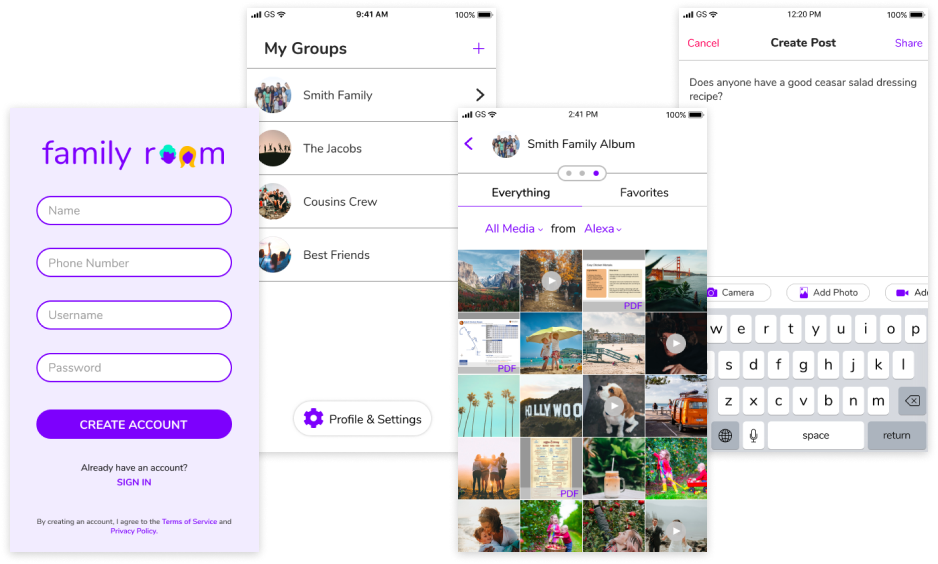 family room
Name
Phone Number
Username
Password
CREATE ACCOUNT
Already have an account?
SIGN IN
By creating an account, I agree to the Terms of Service and
Privacy Policy.
GS 9:41 AM 100%
My Groups +
Smith Family
The Jacobs
Cousins Crew
Best Friends
Profile & Settings
GS 2:41 PM 100%
Smith Family Album
Everything Favorites
All Media from Alexa
PDF
PDF
HOLLYWOO
PDF
GS 12:20 PM 100%
Cancel Create Post Share
Does anyone have a good ceasar salad dressing
recipe?
Camera Add Photo Ad
w e r t y u i o p
s d f g h j k l
z x c v b n m
space return